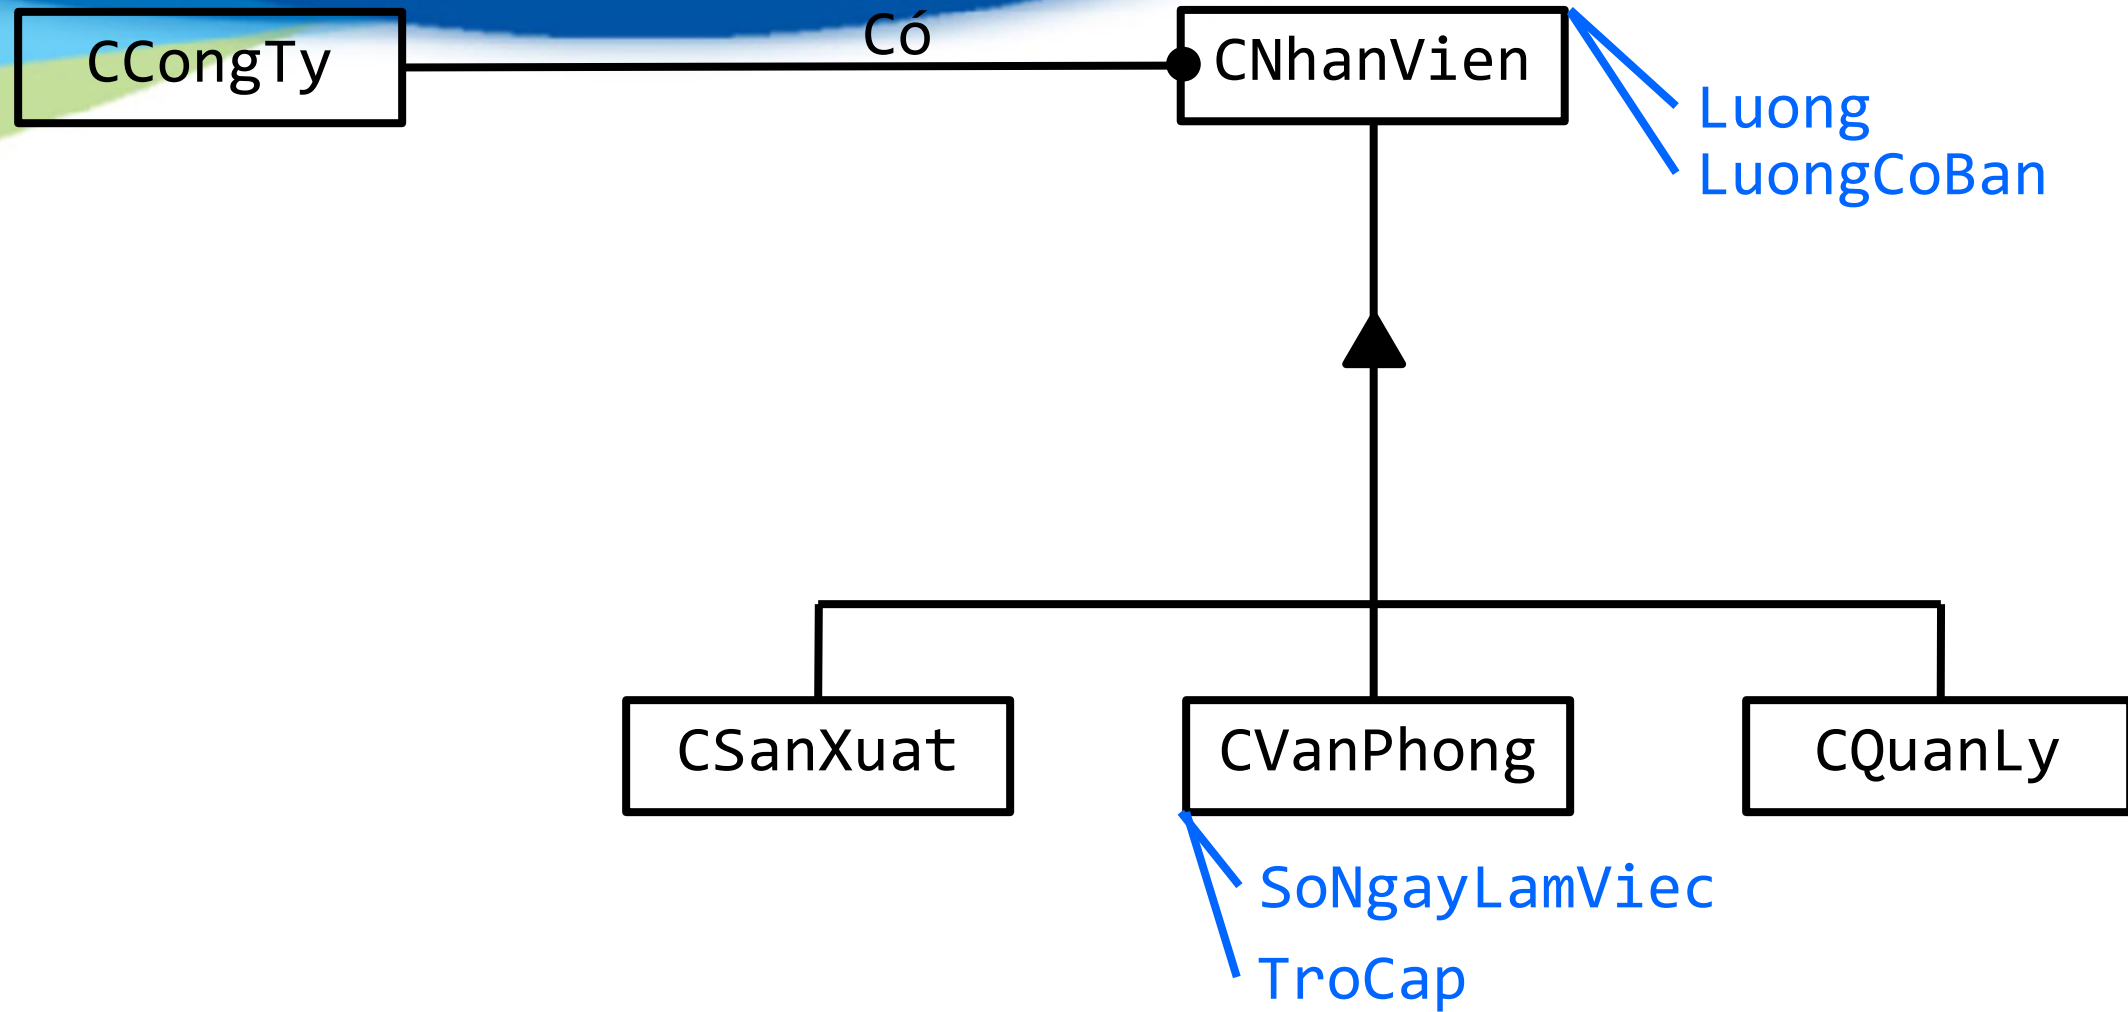 CCongTy
Có
CNhanVien
Luong
LuongCoBan
CSanXuat
CVanPhong
CQuanLy
SoNgayLamViec
TroCap